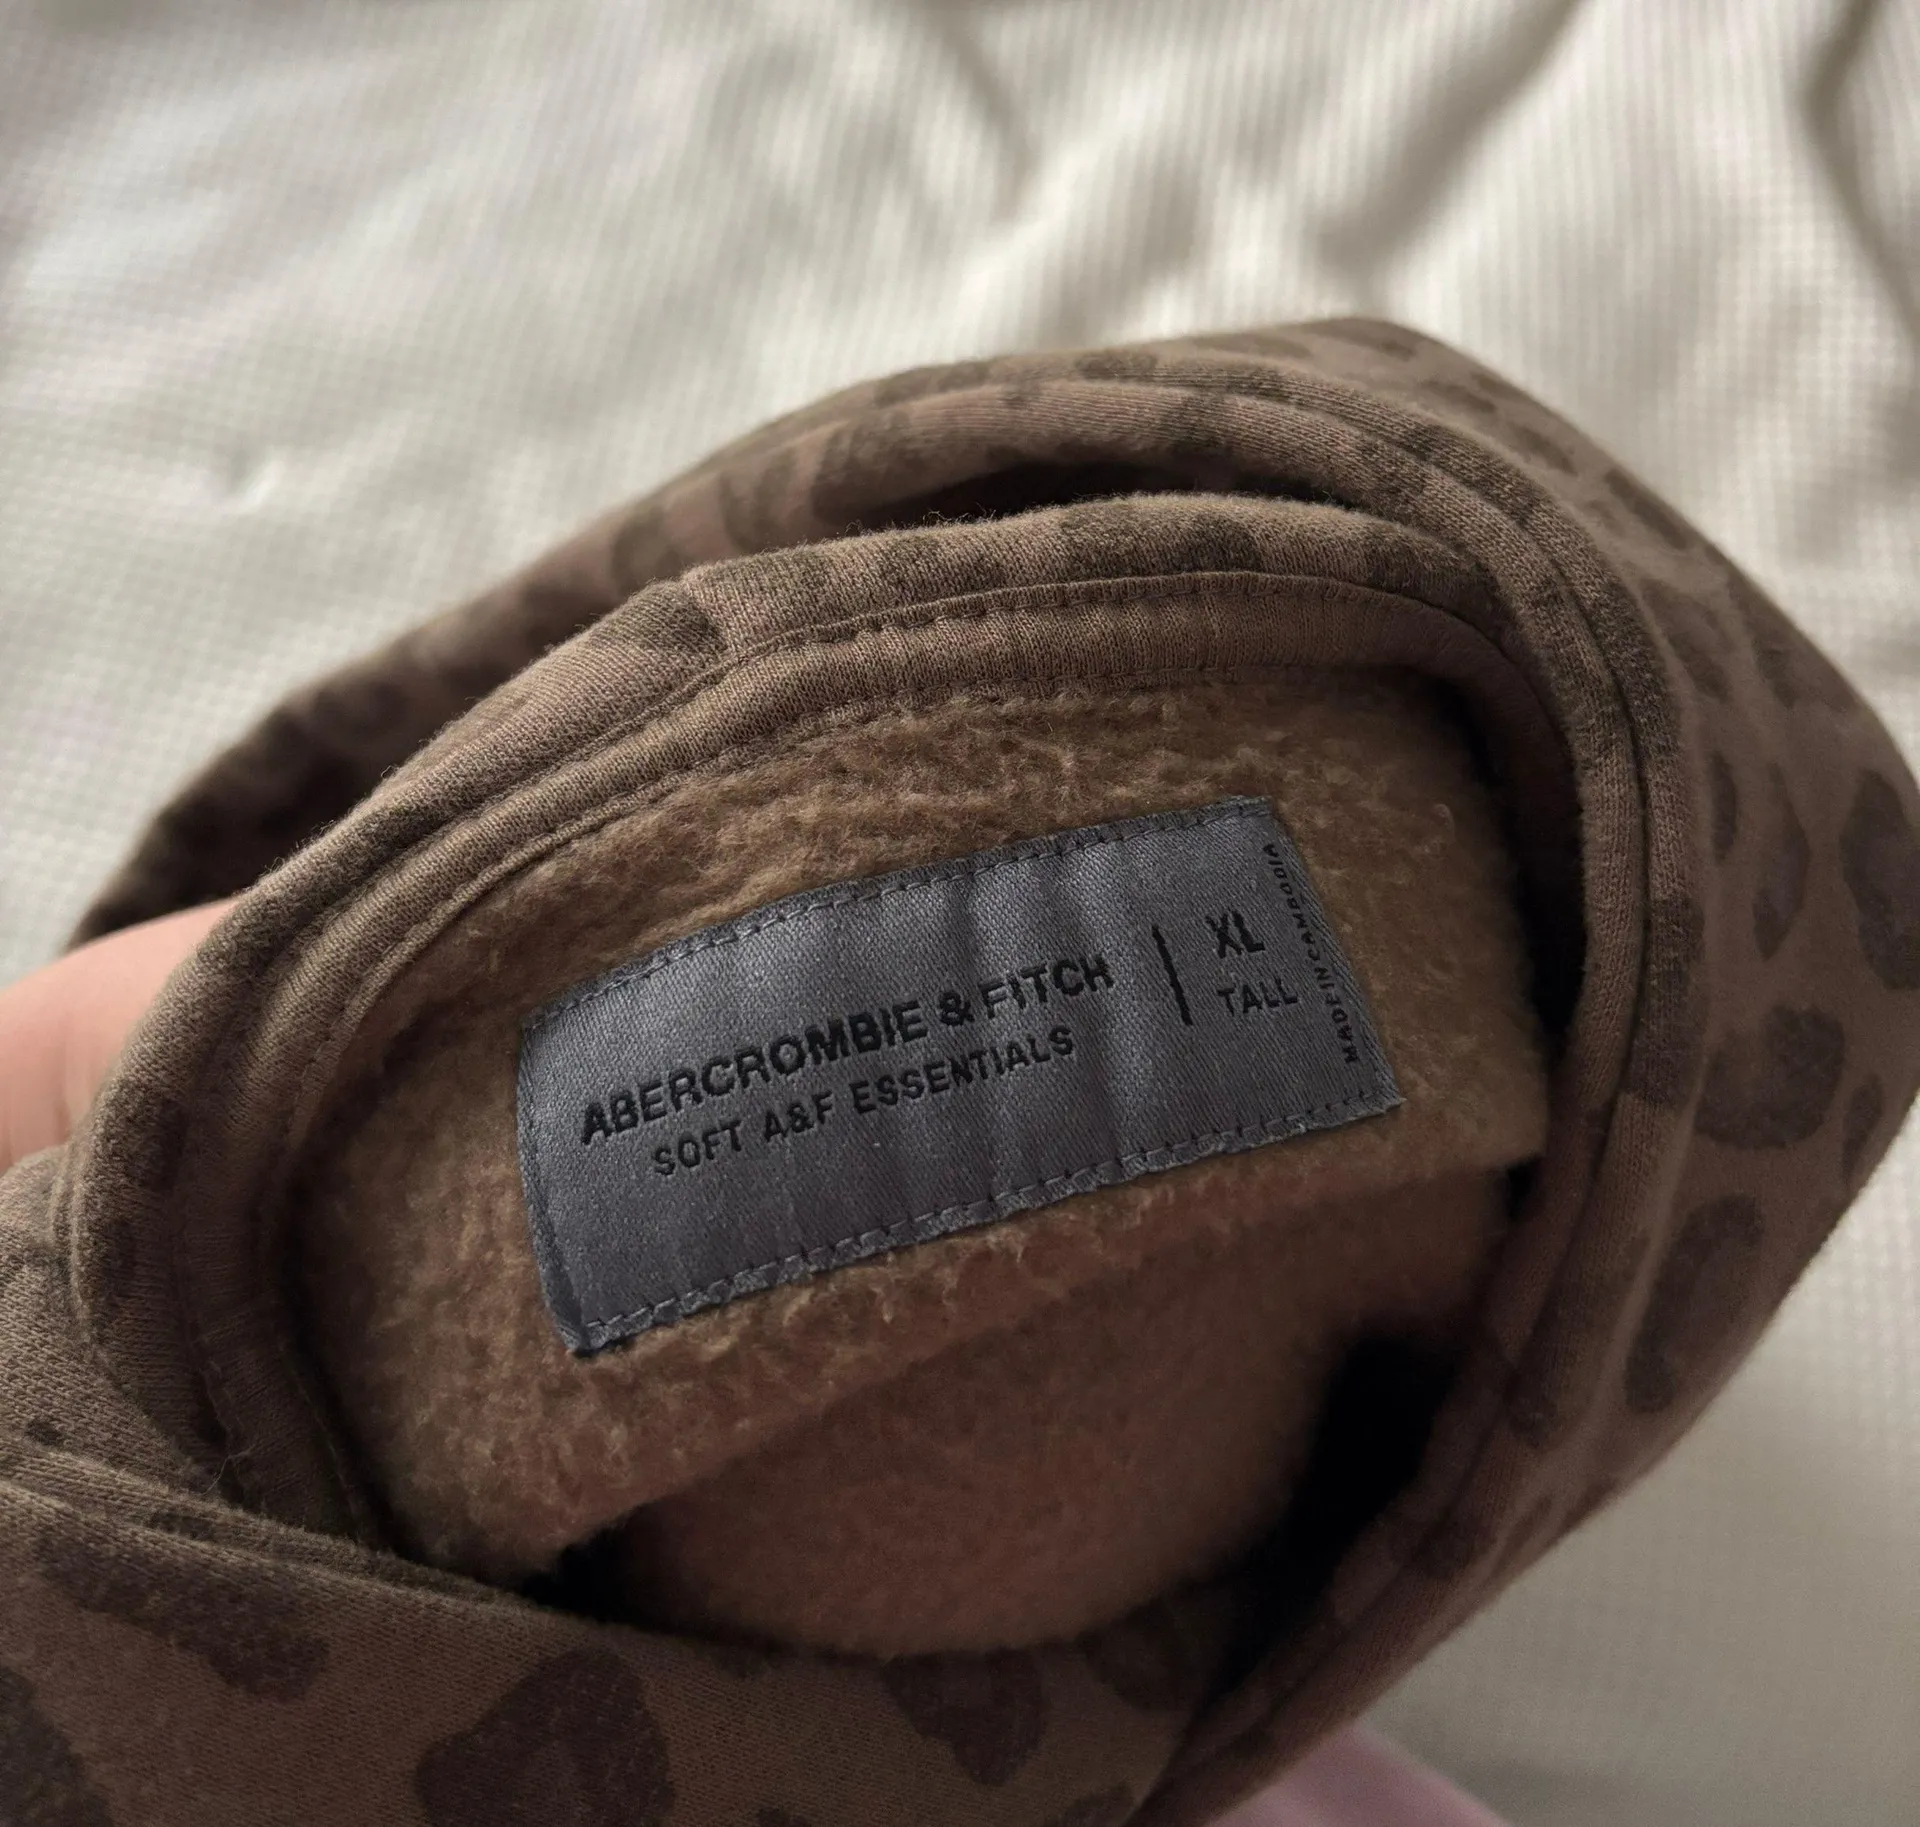 ABERCROMBIE & FITCH
SOFT A&F ESSENTIALS
XL
TALL
MADE IN CAMBODIA